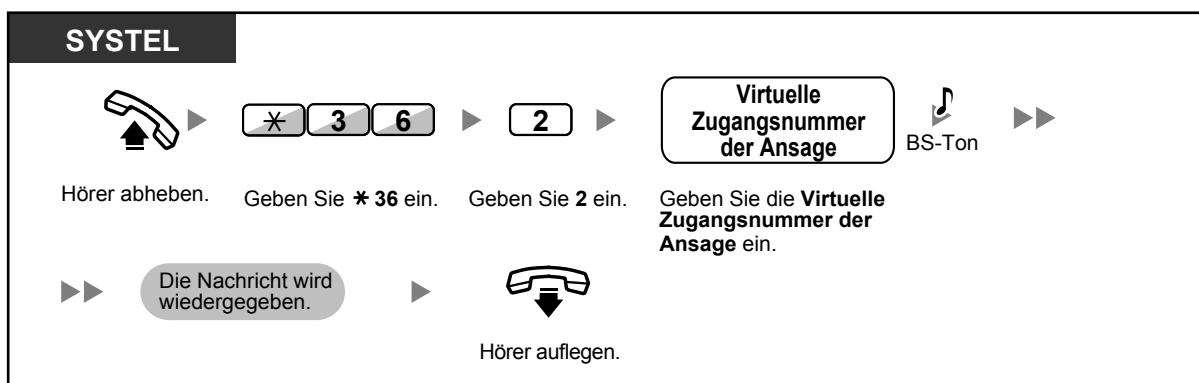 SYSTEL
✳ 3 6
2
Virtuelle
Zugangsnummer
der Ansage
BS-Ton
Hörer abheben.
Geben Sie ✳ 36 ein.
Geben Sie 2 ein.
Geben Sie die Virtuelle
Zugangsnummer der
Ansage ein.
Die Nachricht wird
wiedergegeben.
Hörer auflegen.